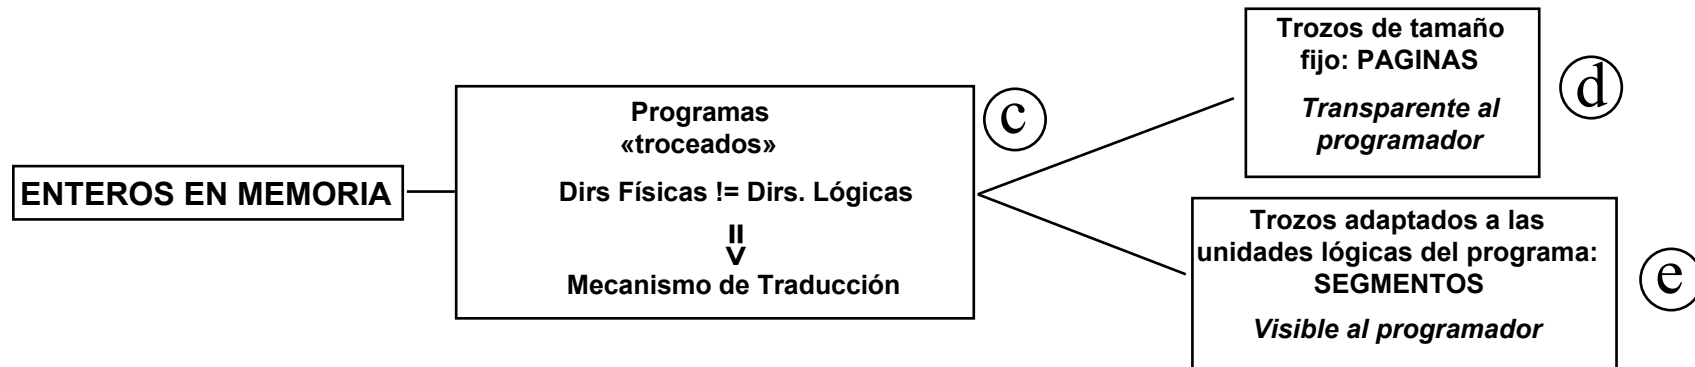 ENTEROS EN MEMORIA
Programas
«troceados»
Dirs Físicas != Dirs. Lógicas
=>
Mecanismo de Traducción
c
Trozos de tamaño
fijo: PAGINAS
Transparente al
programador
d
Trozos adaptados a las
unidades lógicas del programa:
SEGMENTOS
Visible al programador
e